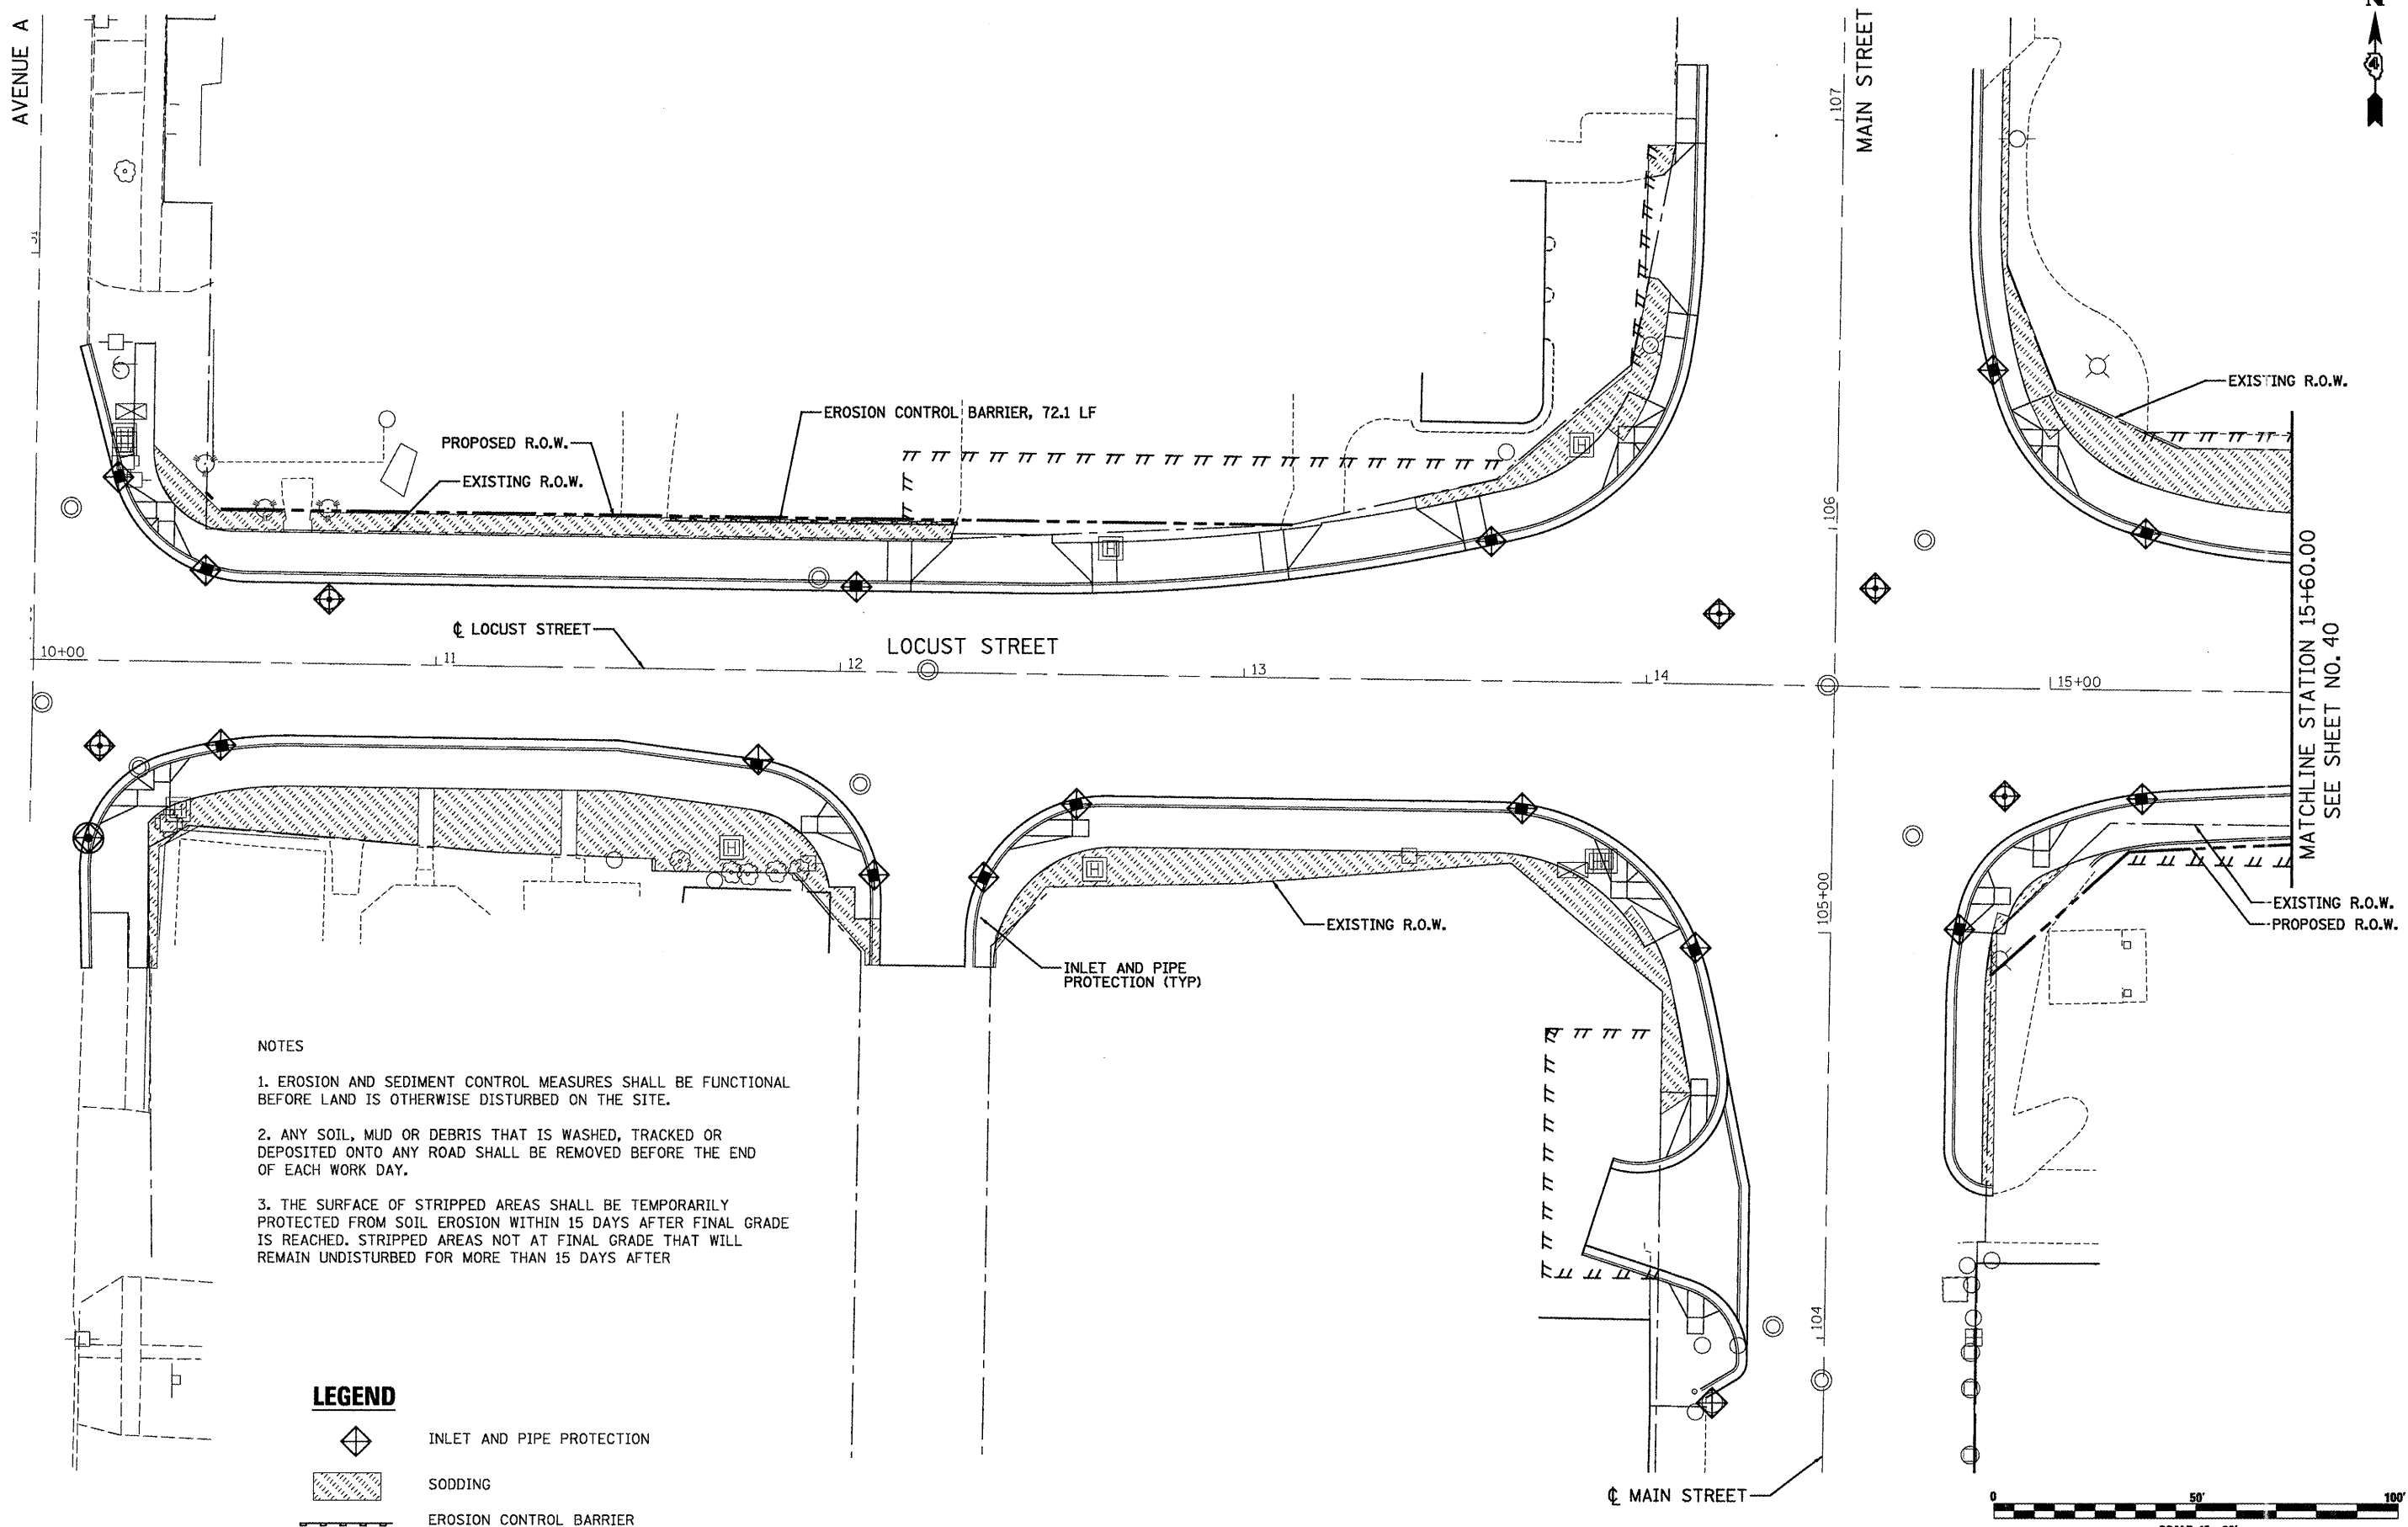 AVENUE A
MAIN STREET
N
4
107
31
EROSION CONTROL BARRIER, 72.1 LF
PROPOSED R.O.W.
EXISTING R.O.W.
EXISTING R.O.W.
106
℄ LOCUST STREET
LOCUST STREET
10+00
11
12
13
14
15+00
MATCHLINE STATION 15+60.00
SEE SHEET NO. 40
H
H
H
H
H
H
H
105+00
EXISTING R.O.W.
EXISTING R.O.W.
PROPOSED R.O.W.
INLET AND PIPE
PROTECTION (TYP)
NOTES
1. EROSION AND SEDIMENT CONTROL MEASURES SHALL BE FUNCTIONAL
BEFORE LAND IS OTHERWISE DISTURBED ON THE SITE.
2. ANY SOIL, MUD OR DEBRIS THAT IS WASHED, TRACKED OR
DEPOSITED ONTO ANY ROAD SHALL BE REMOVED BEFORE THE END
OF EACH WORK DAY.
3. THE SURFACE OF STRIPPED AREAS SHALL BE TEMPORARILY
PROTECTED FROM SOIL EROSION WITHIN 15 DAYS AFTER FINAL GRADE
IS REACHED. STRIPPED AREAS NOT AT FINAL GRADE THAT WILL
REMAIN UNDISTURBED FOR MORE THAN 15 DAYS AFTER
104
LEGEND
INLET AND PIPE PROTECTION
SODDING
EROSION CONTROL BARRIER
℄ MAIN STREET
0
50'
100'